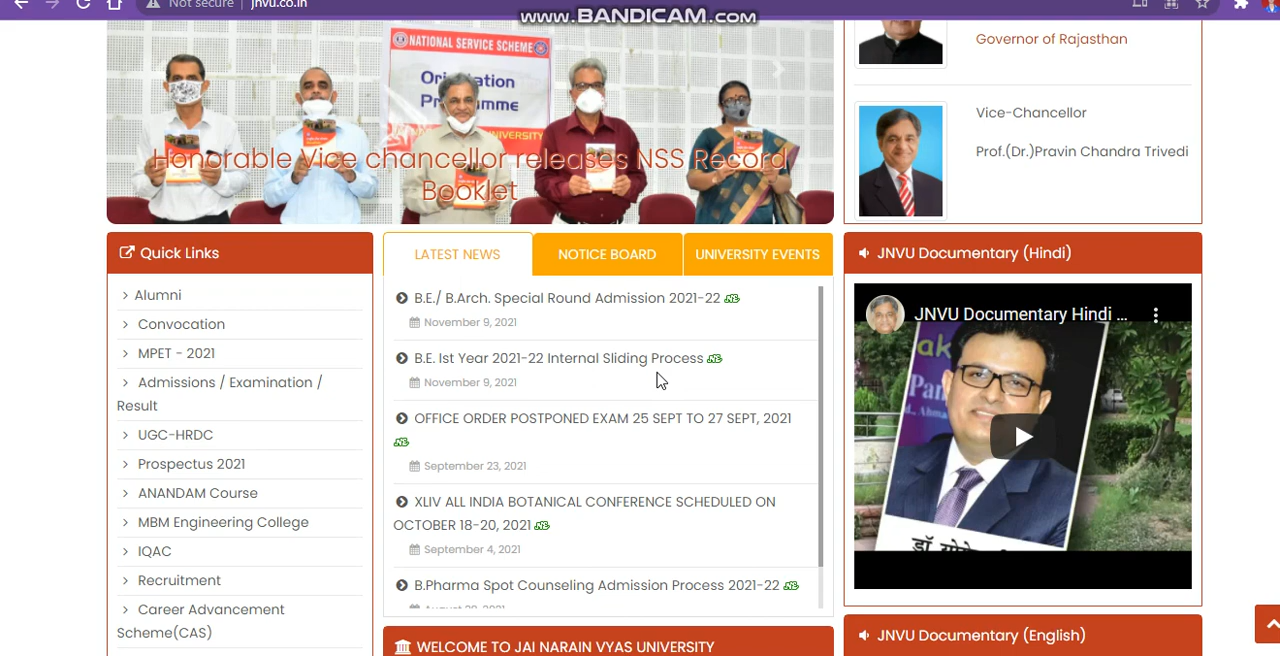 Not secure | jnvu.co.in
www.BANDICAM.com
NATIONAL SERVICE SCHEME
Orientation
Programme
UNIVERSITY
Honorable Vice chancellor releases NSS Record
Booklet
Governor of Rajasthan
Vice-Chancellor
Prof.(Dr.)Pravin Chandra Trivedi
Quick Links
Alumni
Convocation
MPET - 2021
Admissions / Examination /
Result
UGC-HRDC
Prospectus 2021
ANANDAM Course
MBM Engineering College
IQAC
Recruitment
Career Advancement
Scheme(CAS)
LATEST NEWS
NOTICE BOARD
UNIVERSITY EVENTS
B.E./ B.Arch. Special Round Admission 2021-22
November 9, 2021
B.E. Ist Year 2021-22 Internal Sliding Process
November 9, 2021
OFFICE ORDER POSTPONED EXAM 25 SEPT TO 27 SEPT, 2021
September 23, 2021
XLIV ALL INDIA BOTANICAL CONFERENCE SCHEDULED ON
OCTOBER 18-20, 2021
September 4, 2021
B.Pharma Spot Counseling Admission Process 2021-22
WELCOME TO JAI NARAIN VYAS UNIVERSITY
JNVU Documentary (Hindi)
JNVU Documentary Hindi ...
JNVU Documentary (English)